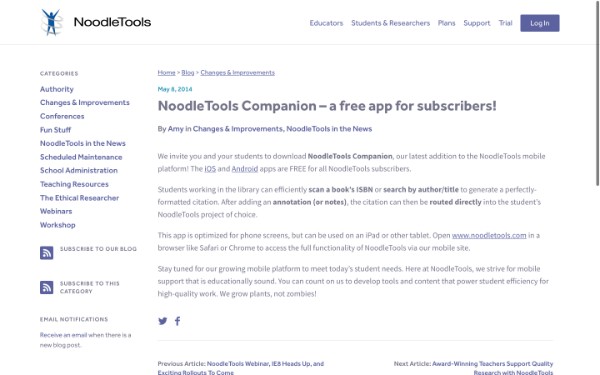 NoodleTools
Educators Students & Researchers Plans Support Trial Log In
CATEGORIES
Authority
Changes & Improvements
Conferences
Fun Stuff
NoodleTools in the News
Scheduled Maintenance
School Administration
Teaching Resources
The Ethical Researcher
Webinars
Workshop
SUBSCRIBE TO OUR BLOG
SUBSCRIBE TO THIS
CATEGORY
EMAIL NOTIFICATIONS
Receive an email when there is a
new blog post.
Home > Blog > Changes & Improvements
May 8, 2014
NoodleTools Companion – a free app for subscribers!
By Amy in Changes & Improvements, NoodleTools in the News
We invite you and your students to download NoodleTools Companion, our latest addition to the NoodleTools mobile
platform! The iOS and Android apps are FREE for all NoodleTools subscribers.
Students working in the library can efficiently scan a book's ISBN or search by author/title to generate a perfectly-
formatted citation. After adding an annotation (or notes), the citation can then be routed directly into the student's
NoodleTools project of choice.
This app is optimized for phone screens, but can be used on an iPad or other tablet. Open www.noodletools.com in a
browser like Safari or Chrome to access the full functionality of NoodleTools via our mobile site.
Stay tuned for our growing mobile platform to meet today's student needs. Here at NoodleTools, we strive for mobile
support that is educationally sound. You can count on us to develop tools and content that power student efficiency for
high-quality work. We grow plants, not zombies!
Previous Article: NoodleTools Webinar, IE8 Heads Up, and
Exciting Rollouts To Come
Next Article: Award-Winning Teachers Support Quality
Research with NoodleTools